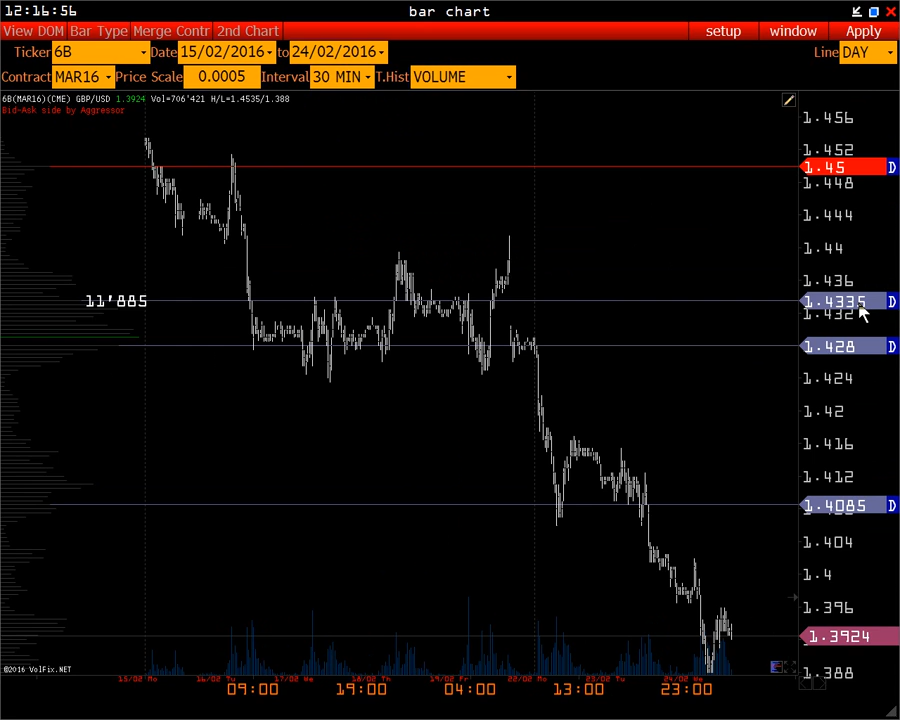 12:16:56 bar chart
View DOM Bar Type Merge Contr 2nd Chart setup window Apply
Ticker 6B Date 15/02/2016 to 24/02/2016 Line DAY
Contract MAR16 Price Scale 0.0005 Interval 30 MIN T.Hist VOLUME
6B(MAR16)(CME) GBP/USD 1.3924 Vol=706'421 H/L=1.4535/1.388
Bid-Ask side by Aggressor
1.456
1.452
1.45 D
1.448
1.444
1.44
1.436
11'885 1.4335 D
1.432
1.428 D
1.424
1.42
1.416
1.412
1.4085 D
1.404
1.4
1.396
1.3924
©2016 VolFix.NET
1.388
15/02 Mo 16/02 Tu 17/02 We 18/02 Th 19/02 Fr 22/02 Mo 23/02 Tu 24/02 We
09:00 19:00 04:00 13:00 23:00